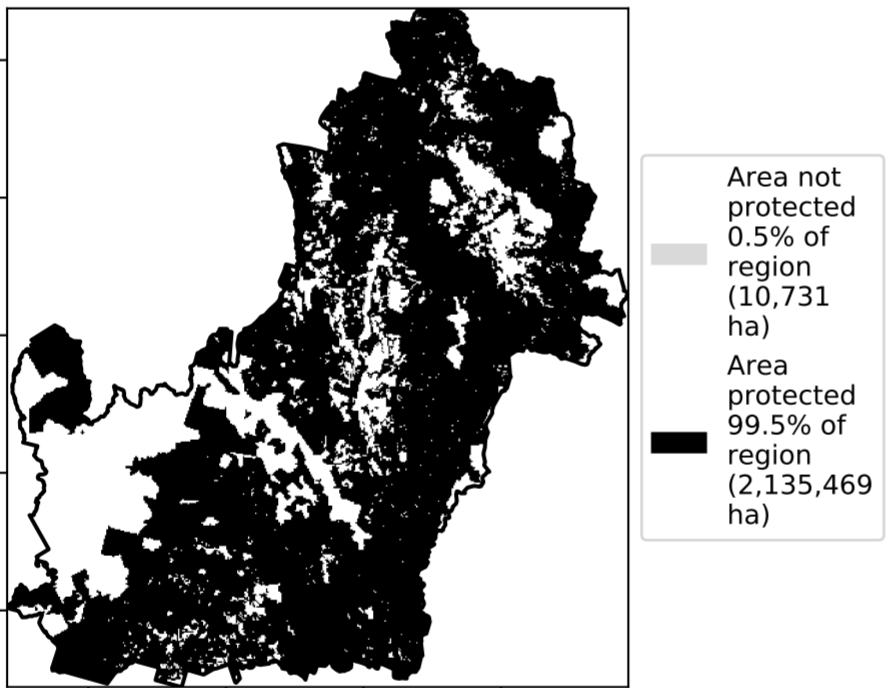 Area not
protected
0.5% of
region
(10,731
ha)
Area
protected
99.5% of
region
(2,135,469
ha)